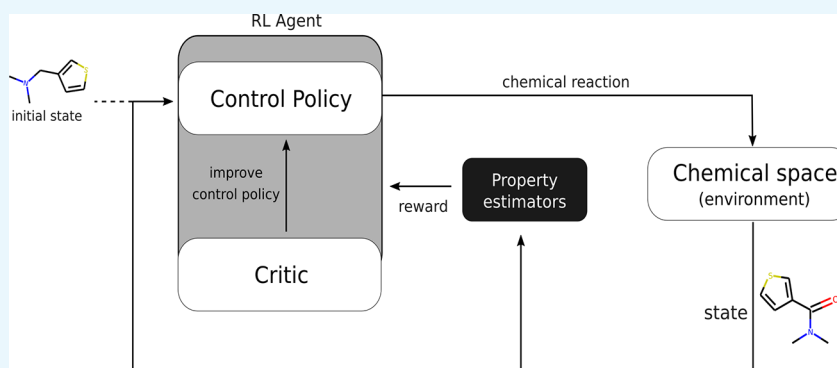 RL Agent
N
S
initial state
Control Policy
chemical reaction
improve
control policy
reward
Property
estimators
Chemical space
(environment)
Critic
state
S
O
N